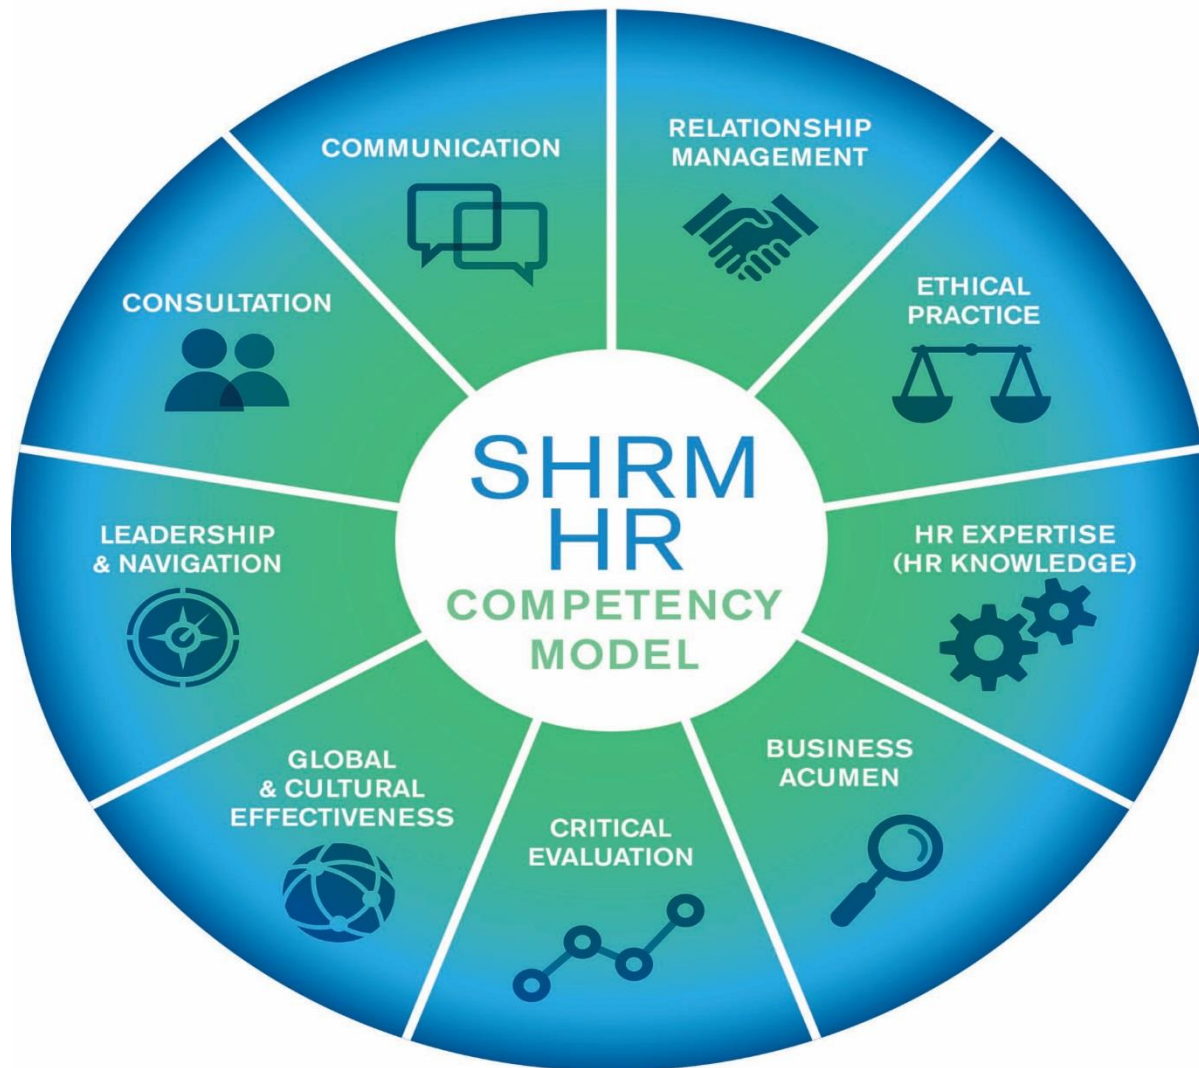 COMMUNICATION
RELATIONSHIP
MANAGEMENT
ETHICAL
PRACTICE
CONSULTATION
SHRM
HR
COMPETENCY
MODEL
LEADERSHIP
& NAVIGATION
HR EXPERTISE
(HR KNOWLEDGE)
BUSINESS
ACUMEN
GLOBAL
& CULTURAL
EFFECTIVENESS
CRITICAL
EVALUATION